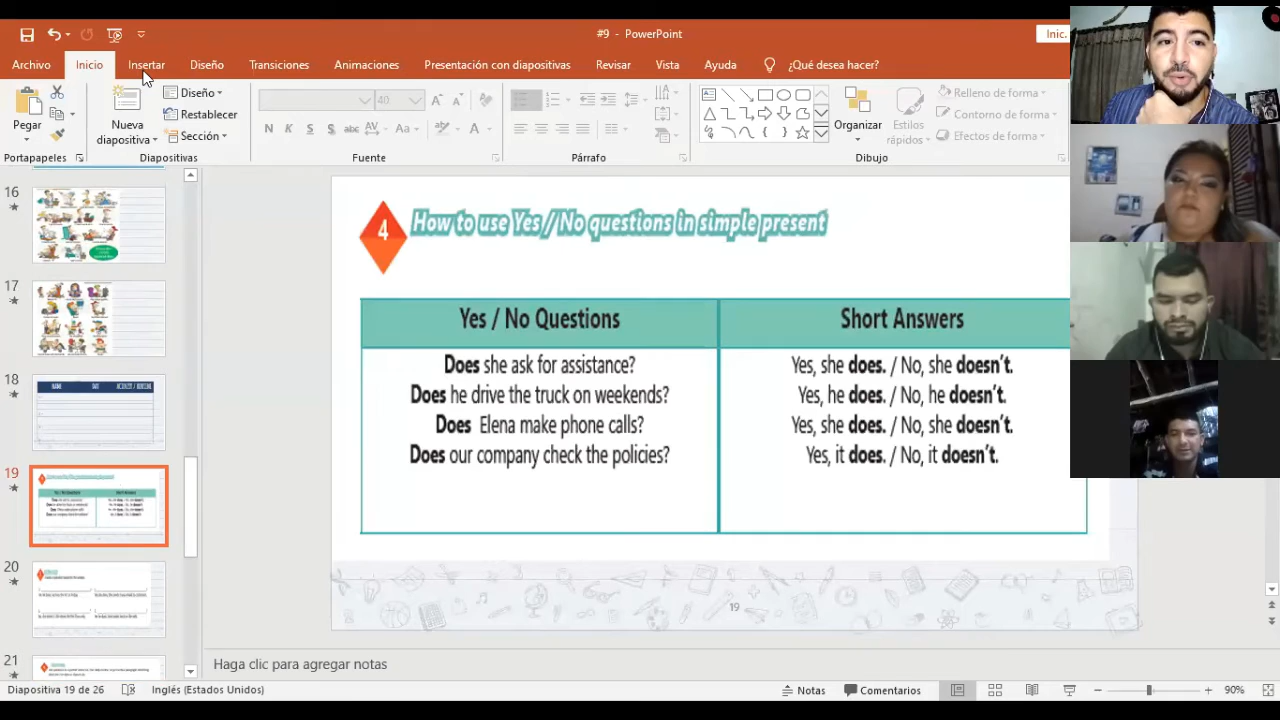 #9 - PowerPoint
Inic.
Archivo Inicio Insertar Diseño Transiciones Animaciones Presentación con diapositivas Revisar Vista Ayuda ¿Qué desea hacer?
Pegar
Nueva diapositiva
Diseño
Restablecer
Sección
40
N K S S abc AV Aa A
Organizar
Estilos rápidos
Relleno de forma
Contorno de forma
Efectos de forma
Portapapeles Diapositivas Fuente Párrafo Dibujo
16
17
18
19
20
21
4
How to use Yes / No questions in simple present
Yes / No Questions Short Answers
Does she ask for assistance? Yes, she does. / No, she doesn't.
Does he drive the truck on weekends? Yes, he does. / No, he doesn't.
Does Elena make phone calls? Yes, she does. / No, she doesn't.
Does our company check the policies? Yes, it does. / No, it doesn't.
19
Haga clic para agregar notas
Diapositiva 19 de 26 Inglés (Estados Unidos) Notas Comentarios 90%